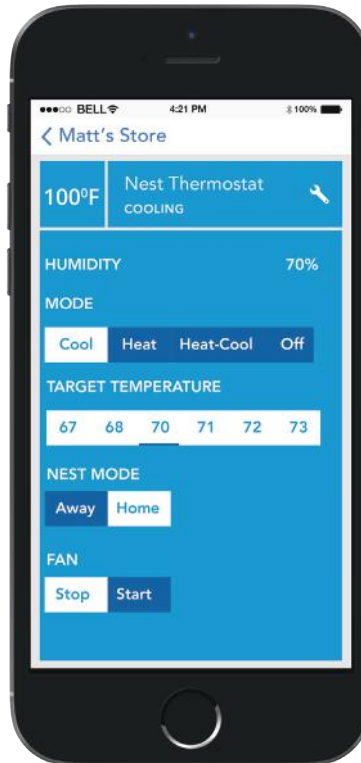 BELL 4:21 PM 100%
Matt's Store
100°F Nest Thermostat
COOLING
HUMIDITY 70%
MODE
Cool Heat Heat-Cool Off
TARGET TEMPERATURE
67 68 70 71 72 73
NEST MODE
Away Home
FAN
Stop Start